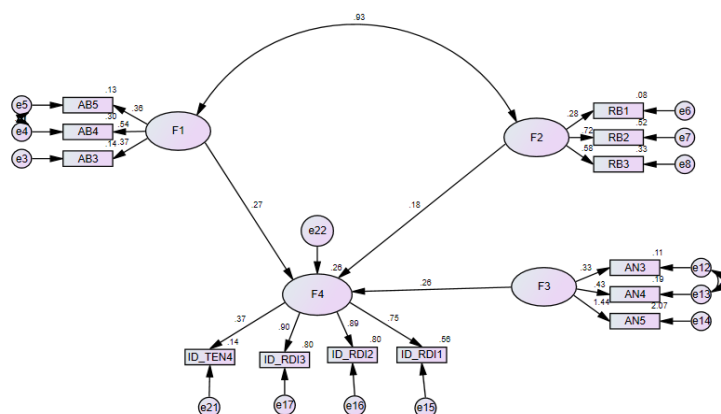 .93
e5
.13
AB5
.36
.30
e4
AB4
.54
.14
.37
e3
AB3
F1
F2
.08
.28
RB1
e6
.52
.72
RB2
e7
.58
.33
RB3
e8
.27
.18
e22
.26
F4
.26
F3
.11
.33
AN3
e12
.19
.43
AN4
e13
1.44
2.07
AN5
e14
.37
.90
.89
.75
.14
ID_TEN4
.80
ID_RDI3
.80
ID_RDI2
.56
ID_RDI1
e21
e17
e16
e15